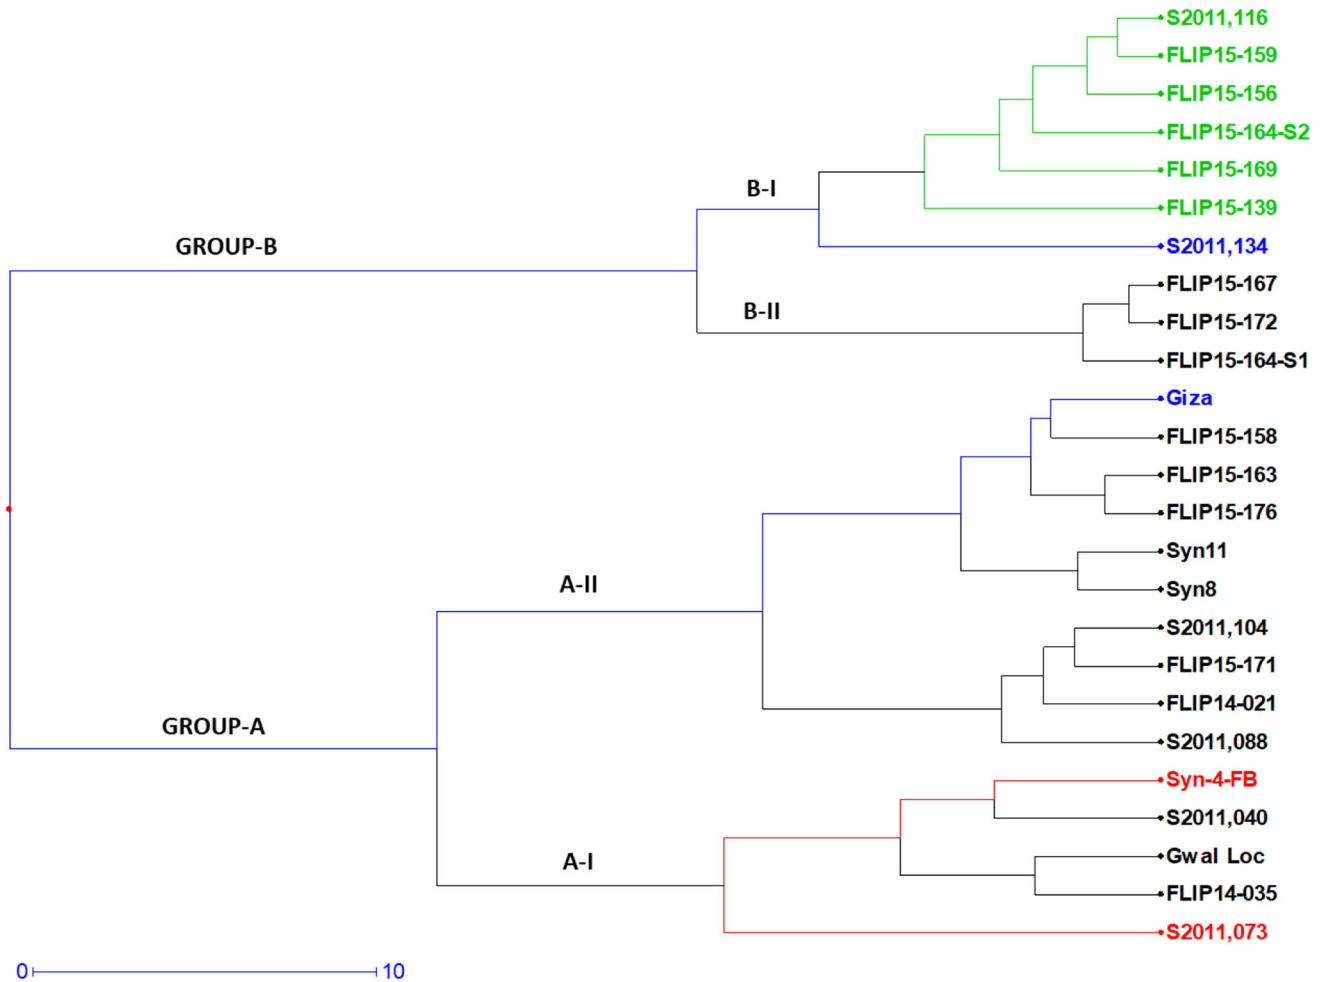 S2011,116
FLIP15-159
FLIP15-156
FLIP15-164-S2
FLIP15-169
B-I
FLIP15-139
GROUP-B
S2011,134
FLIP15-167
B-II
FLIP15-172
FLIP15-164-S1
Giza
FLIP15-158
FLIP15-163
FLIP15-176
Syn11
A-II
Syn8
S2011,104
FLIP15-171
FLIP14-021
GROUP-A
S2011,088
Syn-4-FB
S2011,040
Gwal Loc
A-I
FLIP14-035
S2011,073
0 10